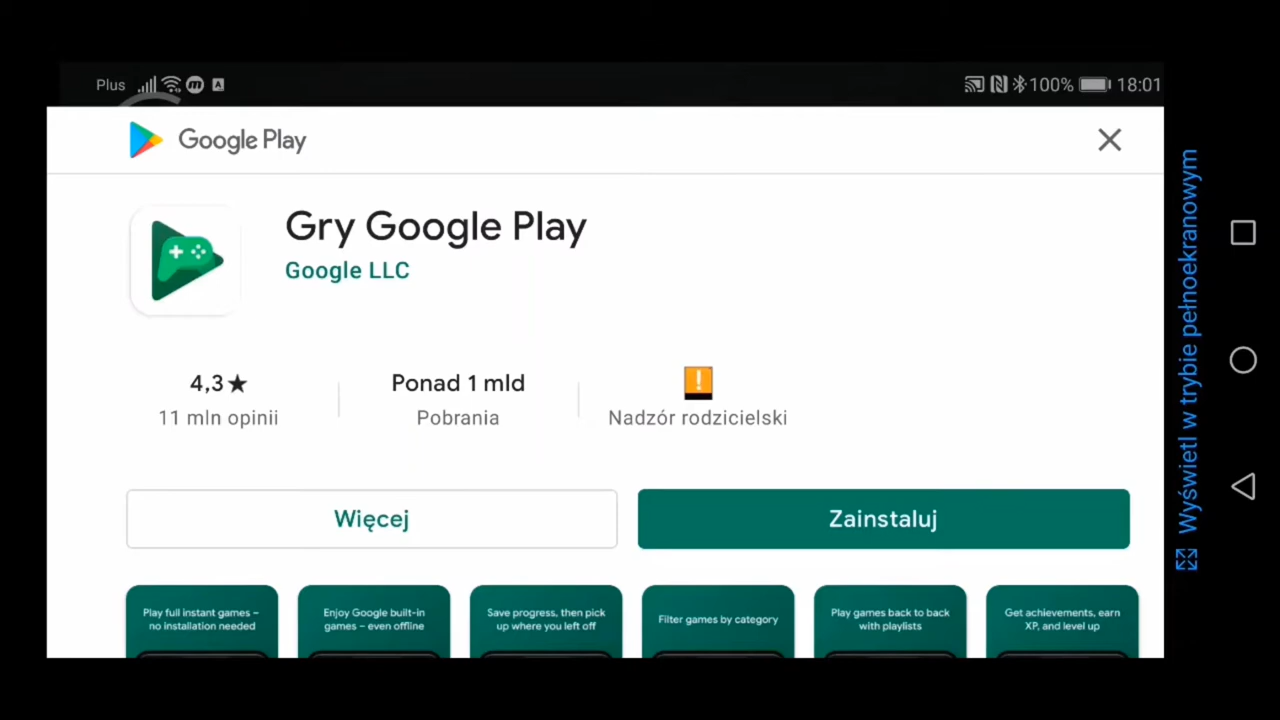 Plus
100%
18:01
Google Play
Gry Google Play
Google LLC
4,3★
11 mln opinii
Ponad 1 mld
Pobrania
Nadzór rodzicielski
Więcej
Zainstaluj
Play full instant games –
no installation needed
Enjoy Google built-in
games – even offline
Save progress, then pick
up where you left off
Filter games by category
Play games back to back
with playlists
Get achievements, earn
XP, and level up
Wyświetl w trybie pełnoekranowym